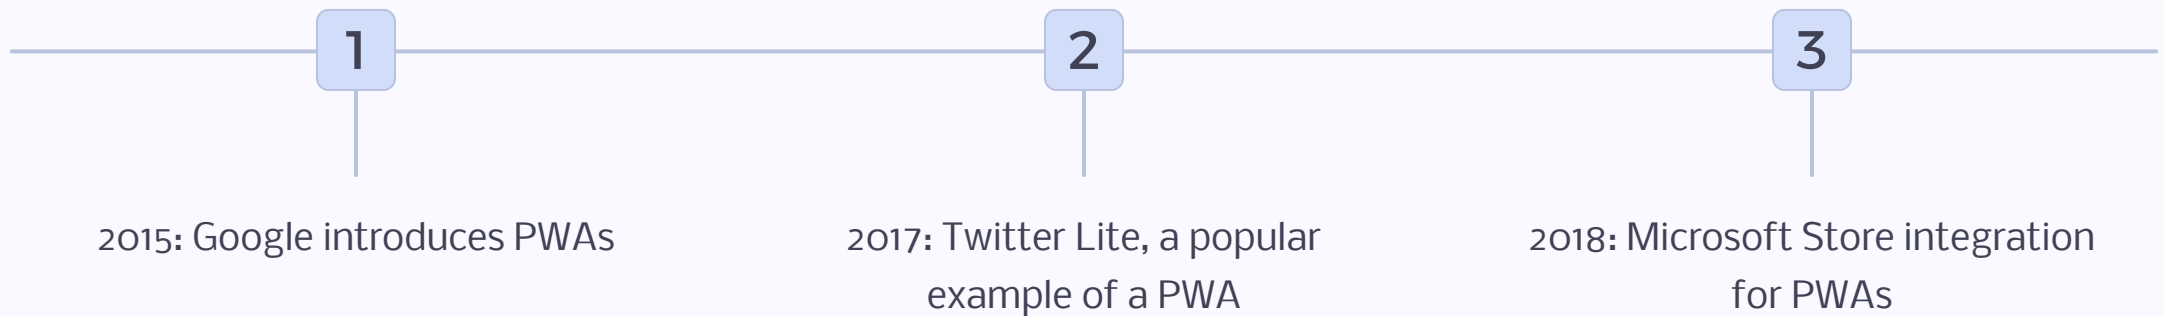 1
2
3
2015: Google introduces PWAs
2017: Twitter Lite, a popular
example of a PWA
2018: Microsoft Store integration
for PWAs